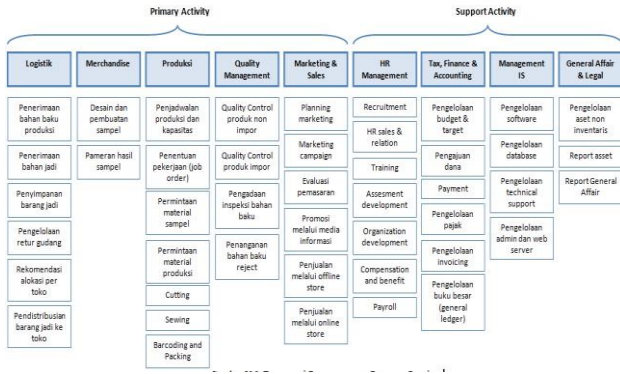 Primary Activity
Support Activity
Logistik
Merchandise
Produksi
Quality
Management
Marketing &
Sales
HR
Management
Tax, Finance &
Accounting
Management
IS
General Affair
& Legal
Penerimaan
bahan baku
produksi
Penerimaan
bahan jadi
Penyimpanan
barang jadi
Pengelolaan
retur gudang
Rekomendasi
alokasi per
toko
Pendistribusian
barang jadi ke
toko
Desain dan
pembuatan
sampel
Pameran hasil
sampel
Penjadwalan
produksi dan
kapasitas
Penentuan
pekerjaan (job
order)
Permintaan
material
sampel
Permintaan
material
produksi
Cutting
Sewing
Barcoding and
Packing
Quality Control
produk non
impor
Quality Control
produk impor
Pengadaan
inspeksi bahan
baku
Penanganan
bahan baku
reject
Planning
marketing
Marketing
campaign
Evaluasi
pemasaran
Promosi
melalui media
informasi
Penjualan
melalui offline
store
Penjualan
melalui online
store
Recruitment
HR sales &
relation
Training
Assesment
development
Organization
development
Compensation
and benefit
Payroll
Pengelolaan
budget &
target
Pengajuan
dana
Payment
Pengelolaan
pajak
Pengelolaan
invoicing
Pengelolaan
buku besar
(general
ledger)
Pengelolaan
software
Pengelolaan
database
Pengelolaan
technical
support
Pengelolaan
admin dan web
server
Pengelolaan
aset non
inventaris
Report asset
Report General
Affair